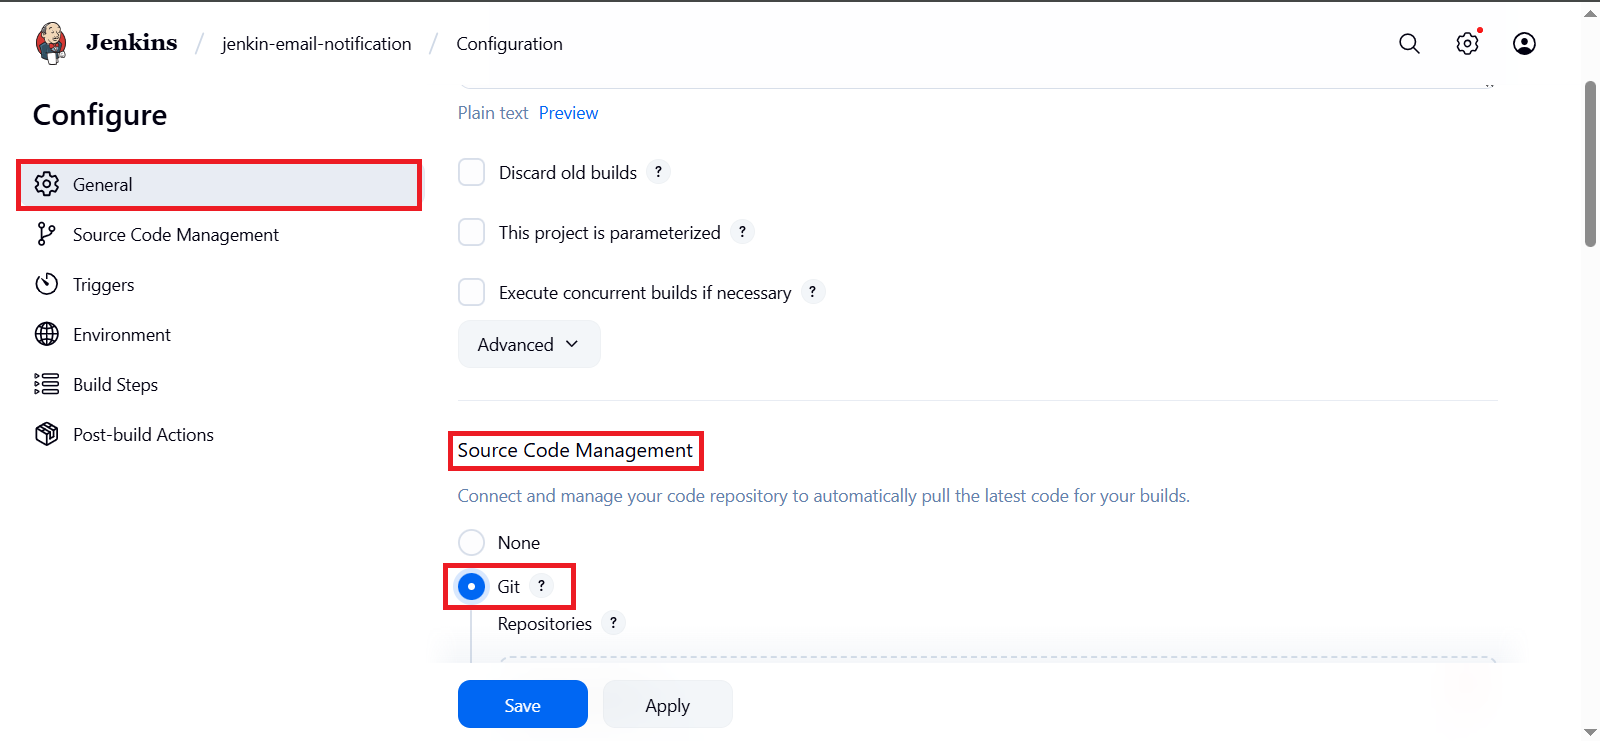 Jenkins / jenkin-email-notification / Configuration
Configure
General
Source Code Management
Triggers
Environment
Build Steps
Post-build Actions
Plain text Preview
Discard old builds ?
This project is parameterized ?
Execute concurrent builds if necessary ?
Advanced
Source Code Management
Connect and manage your code repository to automatically pull the latest code for your builds.
None
Git ?
Repositories ?
Save Apply